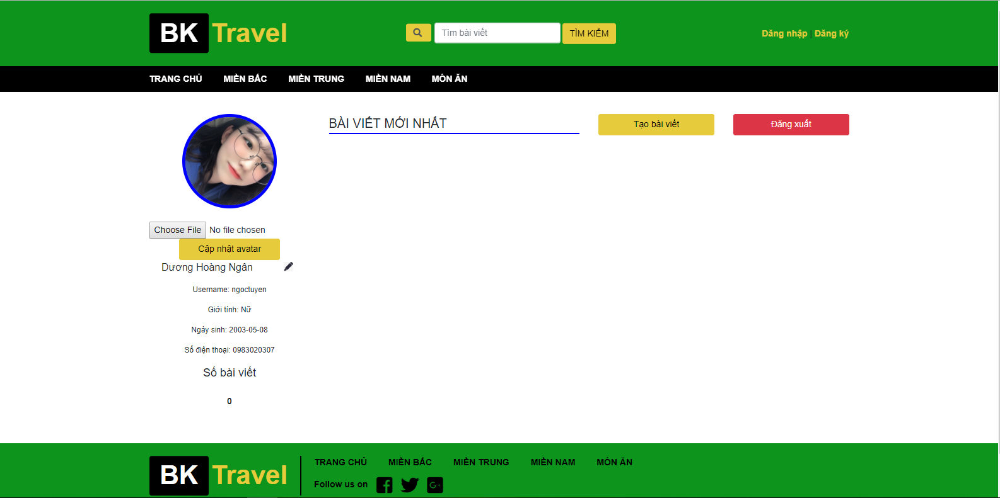 BK Travel
Tìm bài viết
TÌM KIẾM
Đăng nhập | Đăng ký
TRANG CHỦ MIỀN BẮC MIỀN TRUNG MIỀN NAM MÓN ĂN
BÀI VIẾT MỚI NHẤT
Tạo bài viết
Đăng xuất
Choose File No file chosen
Cập nhật avatar
Dương Hoàng Ngân
Username: ngoctuyen
Giới tính: Nữ
Ngày sinh: 2003-05-08
Số điện thoại: 0983020307
Số bài viết
0
BK Travel
TRANG CHỦ MIỀN BẮC MIỀN TRUNG MIỀN NAM MÓN ĂN
Follow us on
G+